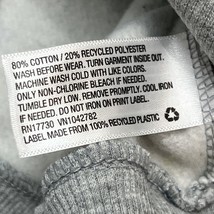 80% COTTON / 20% RECYCLED POLYESTER
WASH BEFORE WEAR. TURN GARMENT INSIDE OUT.
MACHINE WASH COLD WITH LIKE COLORS.
ONLY NON-CHLORINE BLEACH IF NEEDED.
TUMBLE DRY LOW. REMOVE PROMPTLY. COOL IRON
IF NEEDED. DO NOT IRON ON PRINT LABEL.
RN17730 VN1042782
LABEL MADE FROM 100% RECYCLED PLASTIC